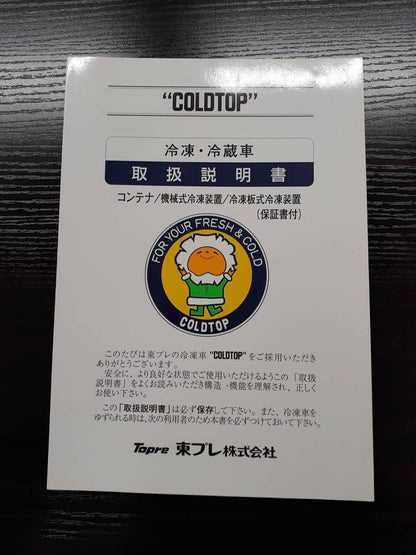 “COLDTOP”
冷凍・冷蔵車
取扱説明書
コンテナ/機械式冷凍装置/冷凍板式冷凍装置
(保証書付)
FOR YOUR FRESH & COLD
COLDTOP
このたびは東プレの冷凍車 “COLDTOP” をご採用いただき
ありがとうございます。
安全に、より良好な状態でご使用いただけるようこの「取扱
説明書」をよくお読みいただき構造・機能を理解され、正しく
お使い下さい。
この「取扱説明書」は必ず保存して下さい。また、冷凍車を
ゆずられる時は、次の利用者のため本書を必ずつけておいて下さい。
Topre 東プレ株式会社